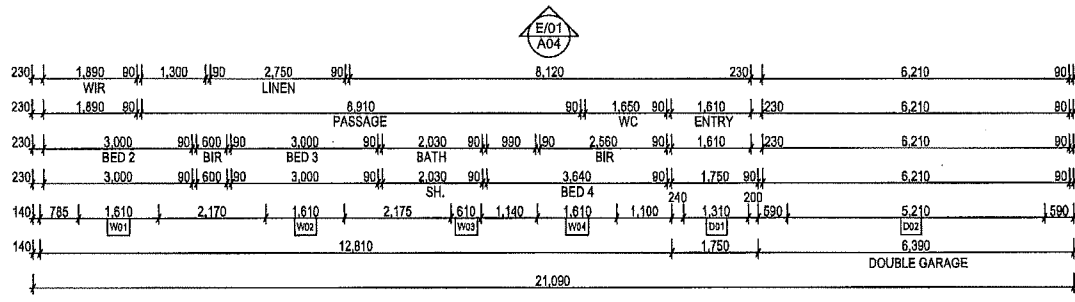 E/01
A04
230 1,890 90 1,300 90 2,750 90 8,120 230 6,210 90
WIR LINEN
230 1,890 90 6,910 90 1,650 90 1,610 230 6,210 90
PASSAGE WC ENTRY
230 3,000 90 600 90 3,000 90 2,030 90 990 90 2,560 90 1,610 230 6,210 90
BED 2 BIR BED 3 BATH BIR
230 3,000 90 600 90 3,000 90 2,030 90 3,640 90 1,750 90 6,210 90
SH. BED 4
240 200
140 785 1,610 2,170 1,610 2,175 610 1,140 1,610 1,100 1,310 590 5,210 590
W01 W02 W03 W04 D01 D02
140 12,810 1,750 6,390
DOUBLE GARAGE
21,090